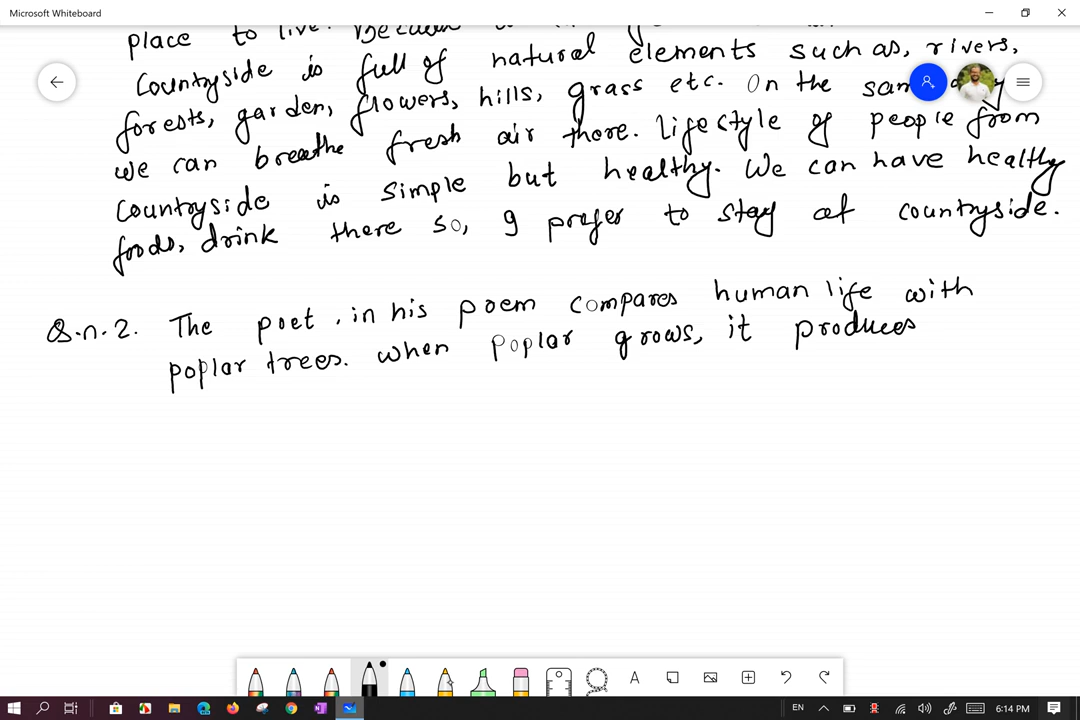 Microsoft Whiteboard
place to live.
Countryside is full of natural elements such as, rivers,
forests, garden, flowers, hills, grass etc. On the
we can breathe fresh air there. lifestyle of people from
countryside is simple but healthy. We can have healthy
foods, drink there so, I prefer to stay at countryside.
Q.n.2. The poet, in his poem compares human life with
poplar trees. when poplar grows, it produces
A
EN 6:14 PM